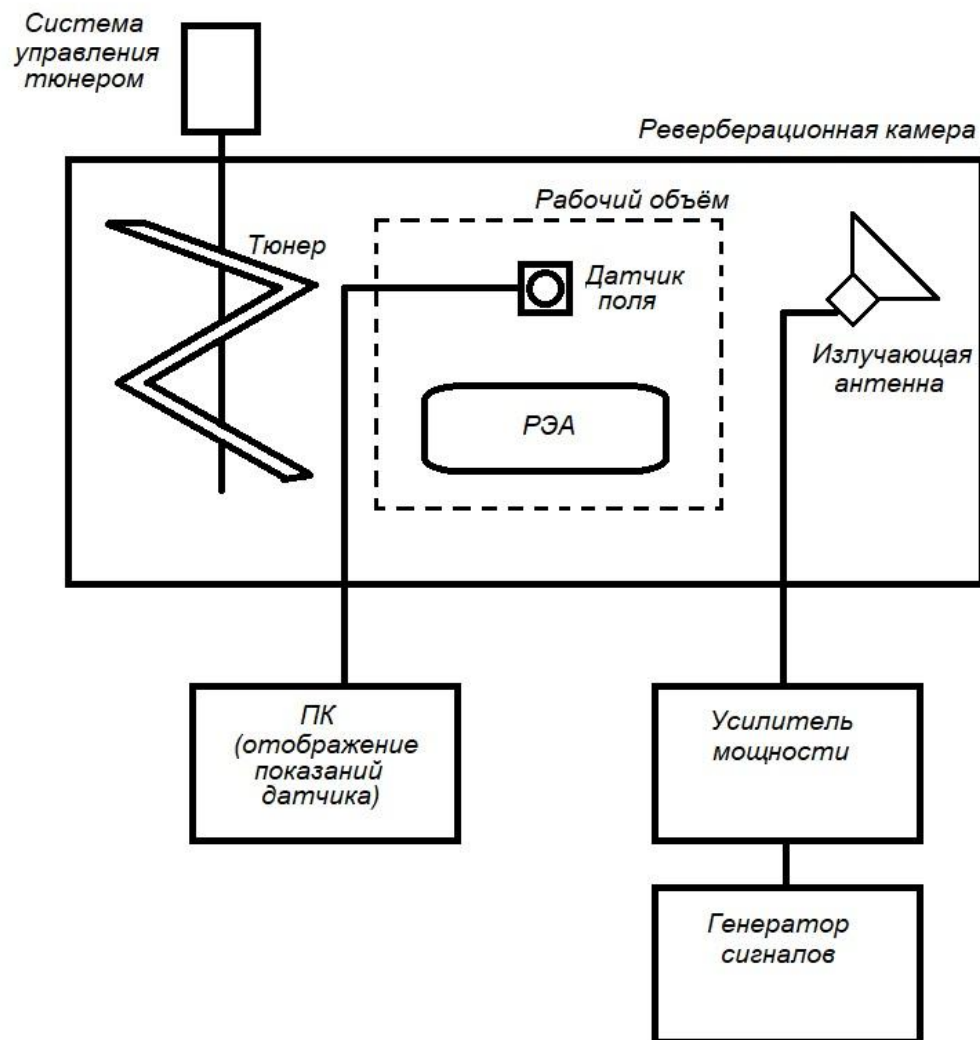 Система
управления
тюнером
Реверберационная камера
Рабочий объём
Тюнер
Датчик
поля
Излучающая
антенна
РЭА
ПК
(отображение
показаний
датчика)
Усилитель
мощности
Генератор
сигналов